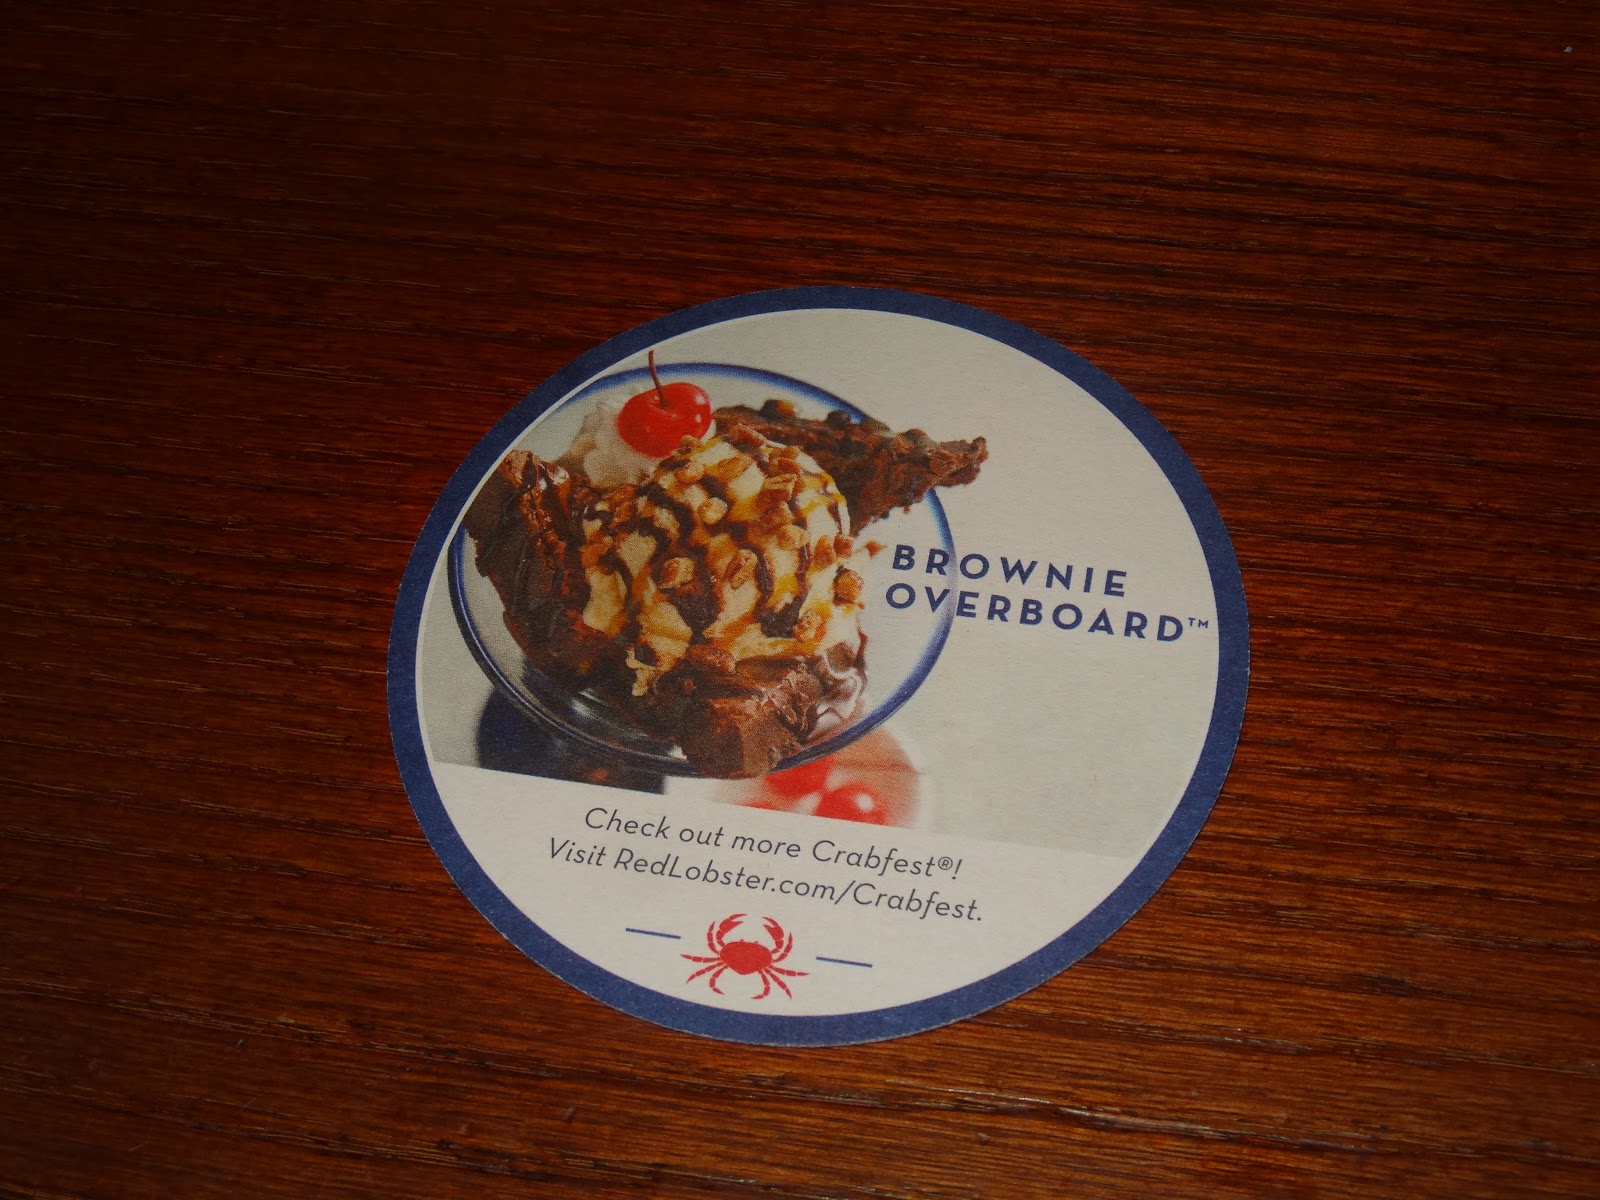 BROWNIE
OVERBOARD™
Check out more Crabfest®!
Visit RedLobster.com/Crabfest.